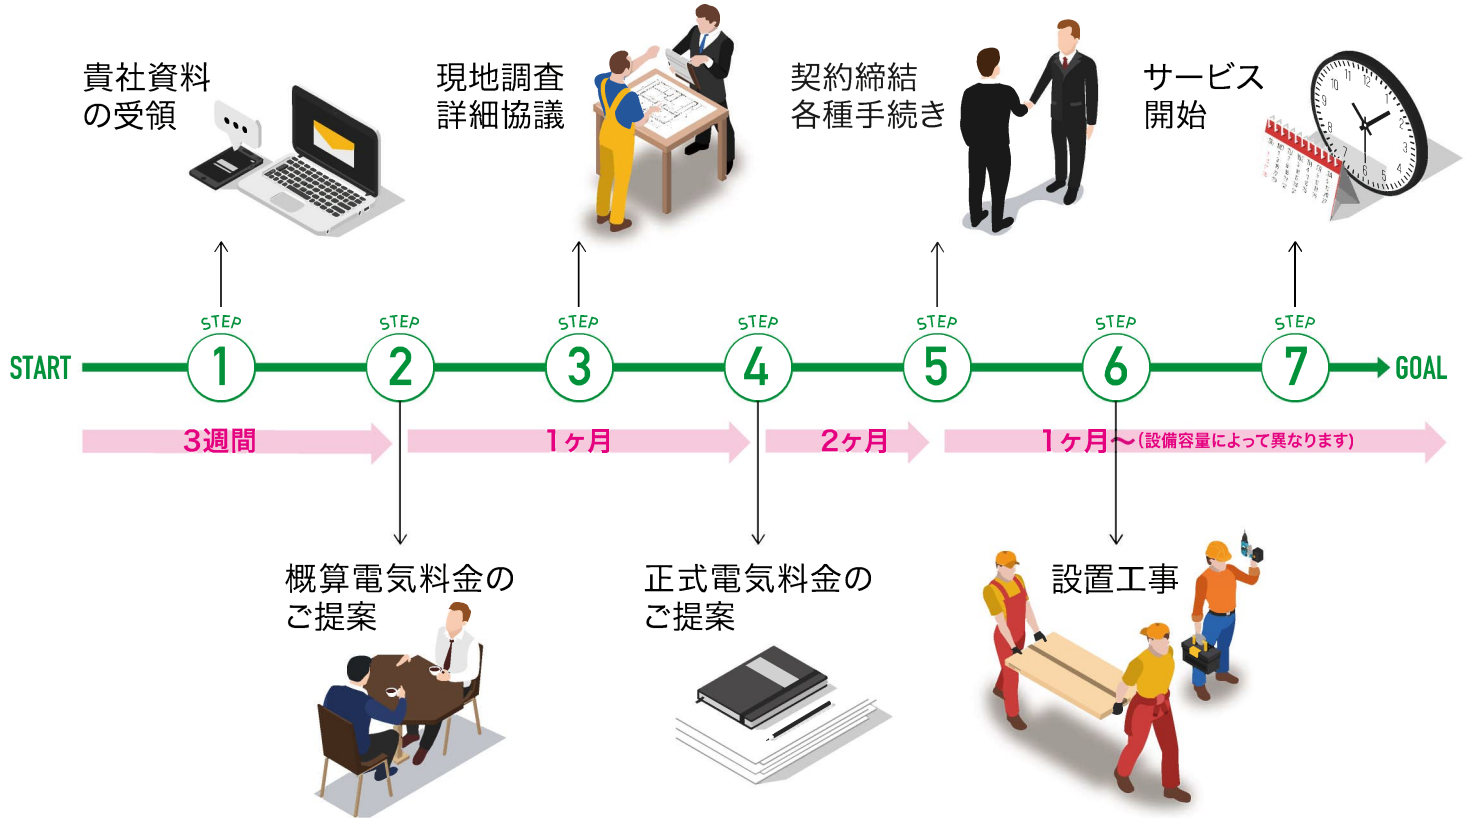 貴社資料
の受領
現地調査
詳細協議
契約締結
各種手続き
サービス
開始
STEP
1
STEP
2
STEP
3
STEP
4
STEP
5
STEP
6
STEP
7
START
GOAL
3週間
1ヶ月
2ヶ月
1ヶ月〜(設備容量によって異なります)
概算電気料金の
ご提案
正式電気料金の
ご提案
設置工事